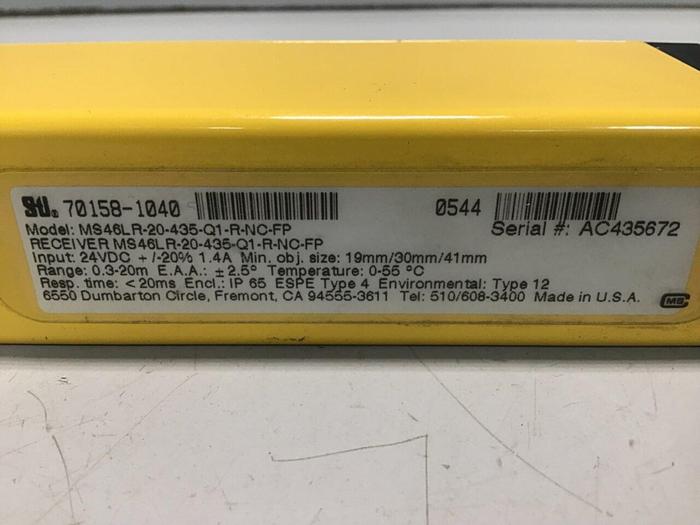 70158-1040 0544
Model: MS46LR-20-435-Q1-R-NC-FP Serial #: AC435672
RECEIVER MS46LR-20-435-Q1-R-NC-FP
Input: 24VDC +/-20% 1.4A Min. obj. size: 19mm/30mm/41mm
Range: 0.3-20m E.A.A.: ± 2.5° Temperature: 0-55 °C
Resp. time: <20ms Encl.: IP 65 ESPE Type 4 Environmental: Type 12
6550 Dumbarton Circle, Fremont, CA 94555-3611 Tel: 510/608-3400 Made in U.S.A.